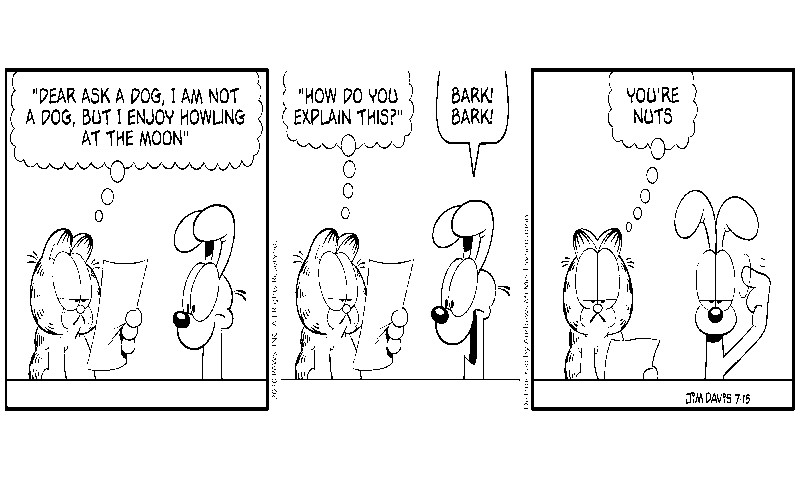 "DEAR ASK A DOG, I AM NOT
A DOG, BUT I ENJOY HOWLING
AT THE MOON"
"HOW DO YOU
EXPLAIN THIS?"
BARK!
BARK!
YOU'RE
NUTS
JIM DAVIS 7-15